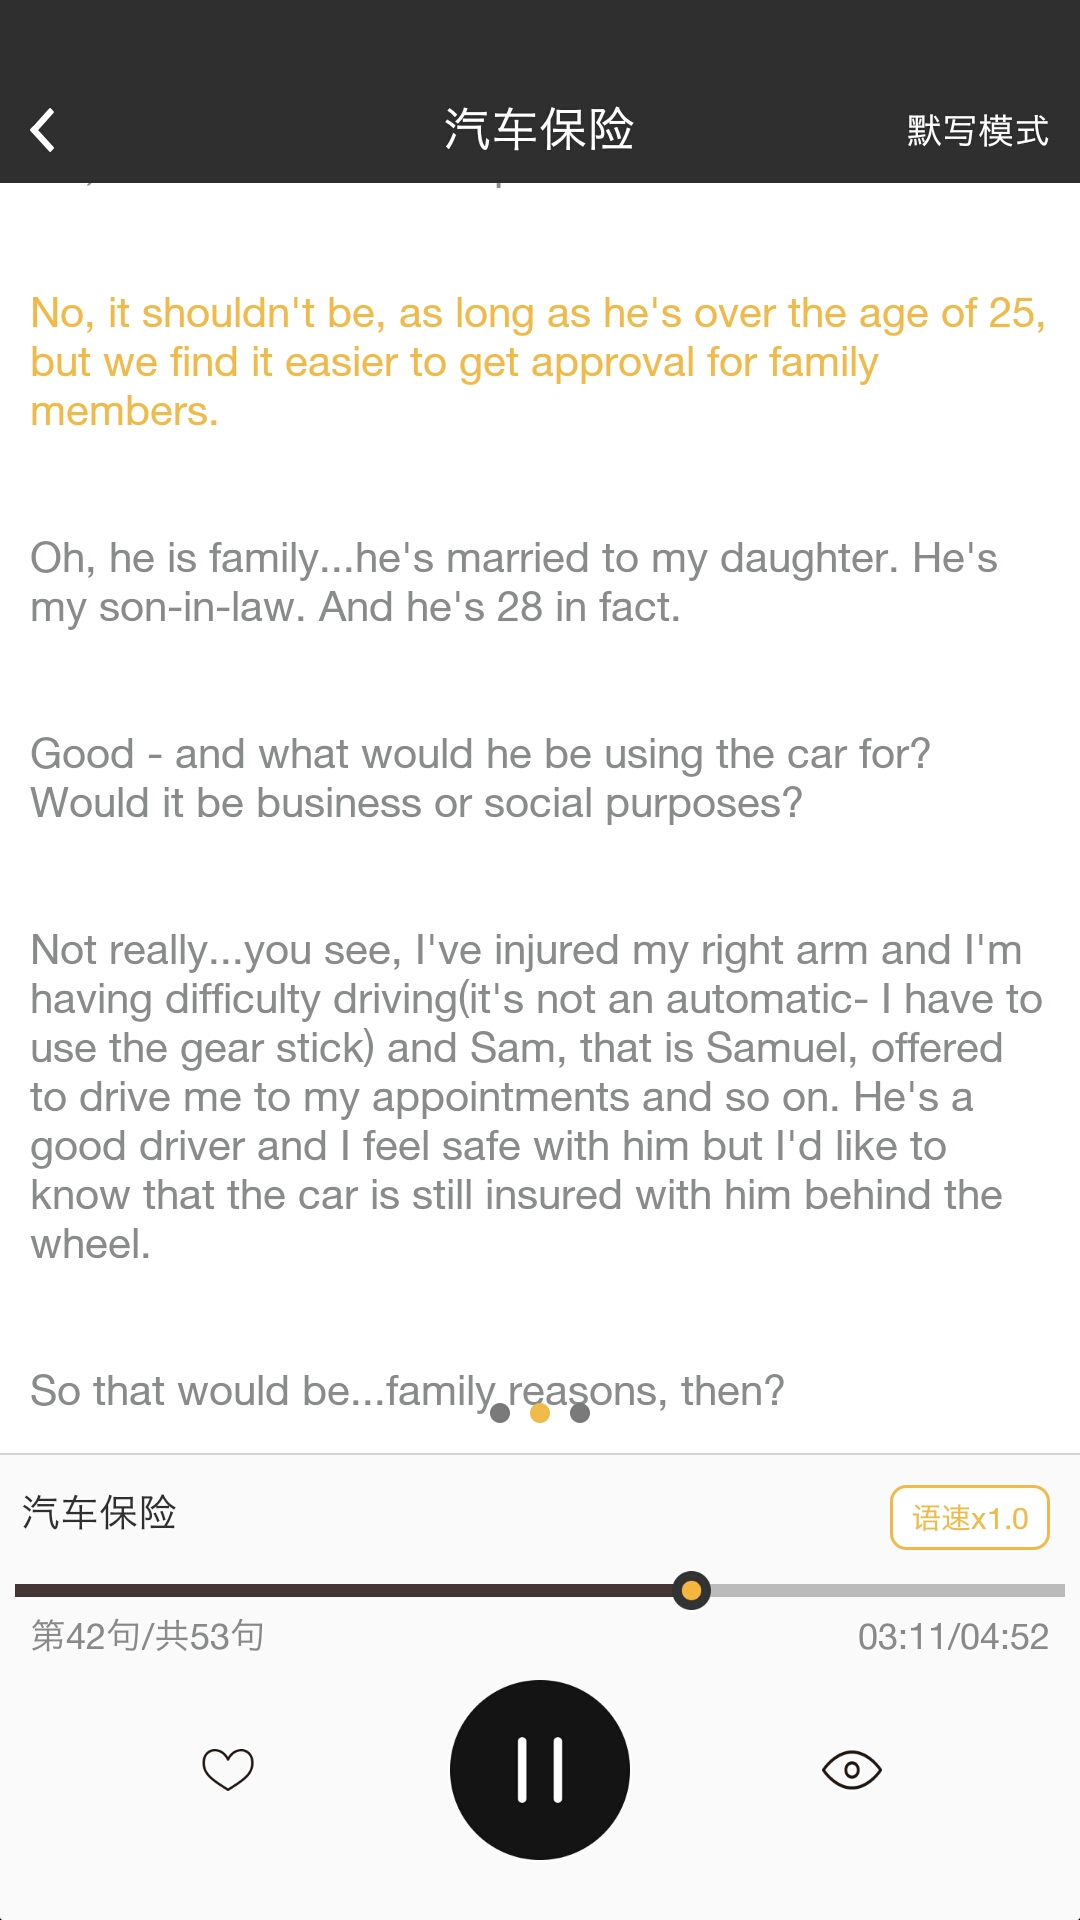 汽车保险
默写模式
No, it shouldn't be, as long as he's over the age of 25,
but we find it easier to get approval for family
members.
Oh, he is family...he's married to my daughter. He's
my son-in-law. And he's 28 in fact.
Good - and what would he be using the car for?
Would it be business or social purposes?
Not really...you see, I've injured my right arm and I'm
having difficulty driving(it's not an automatic- I have to
use the gear stick) and Sam, that is Samuel, offered
to drive me to my appointments and so on. He's a
good driver and I feel safe with him but I'd like to
know that the car is still insured with him behind the
wheel.
So that would be...family reasons, then?
汽车保险
语速x1.0
第42句/共53句
03:11/04:52